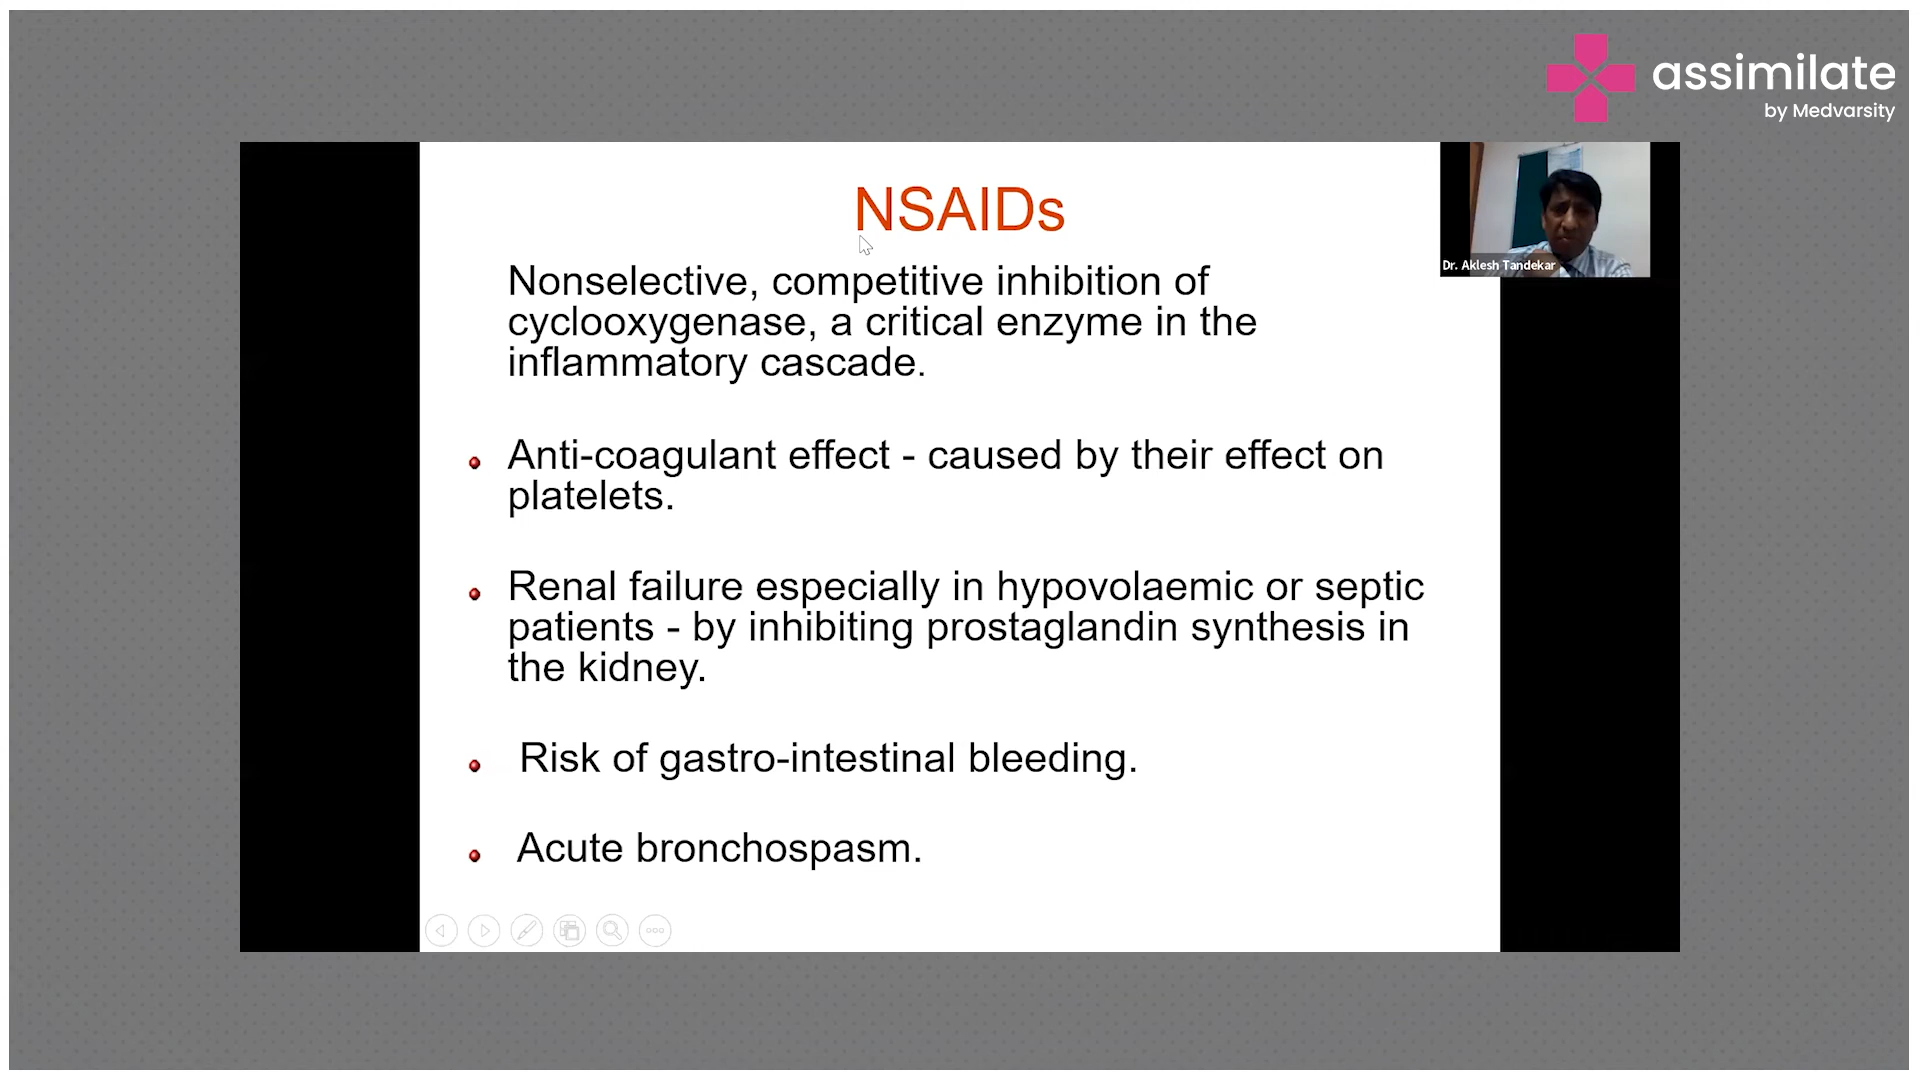 assimilate
by Medvarsity
NSAIDs
Dr. Aklesh Tandekar
Nonselective, competitive inhibition of
cyclooxygenase, a critical enzyme in the
inflammatory cascade.
Anti-coagulant effect - caused by their effect on
platelets.
Renal failure especially in hypovolaemic or septic
patients - by inhibiting prostaglandin synthesis in
the kidney.
Risk of gastro-intestinal bleeding.
Acute bronchospasm.